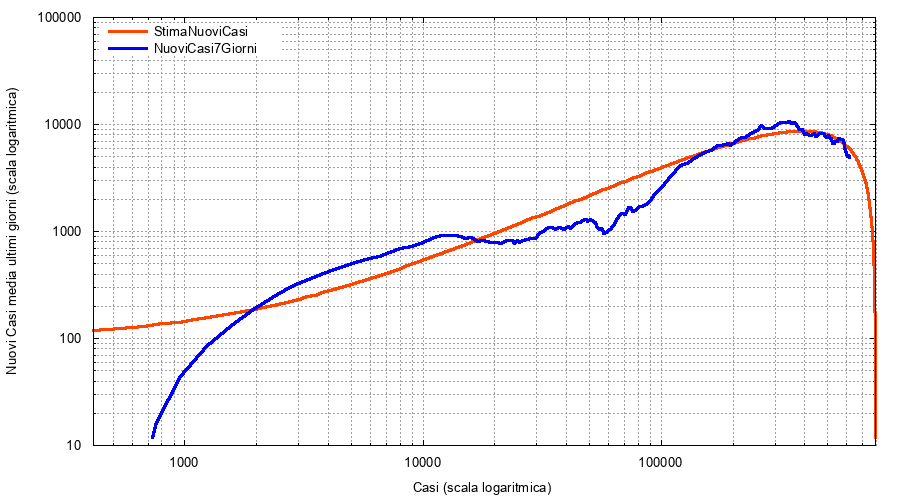 100000
StimaNuoviCasi
NuoviCasi7Giorni
10000
1000
100
10
Nuovi Casi media ultimi giorni (scala logaritmica)
1000 10000 100000
Casi (scala logaritmica)